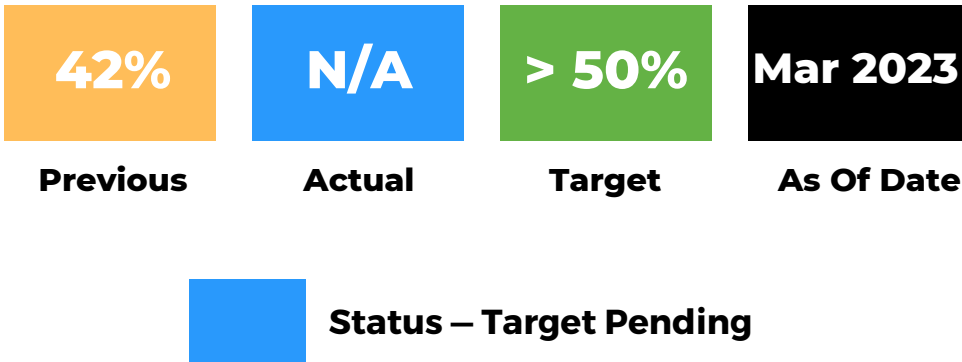 42%
N/A
> 50%
Mar 2023
Previous
Actual
Target
As Of Date
Status – Target Pending